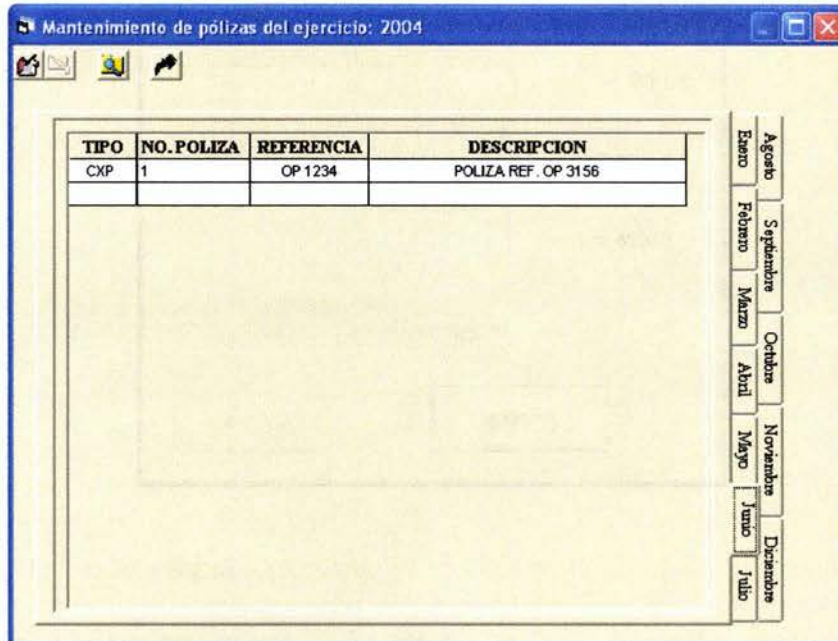 Mantenimiento de pólizas del ejercicio: 2004
TIPO NO. POLIZA REFERENCIA DESCRIPCION
CXP 1 OP 1234 POLIZA REF. OP 3156
Enero Febrero Marzo Abril Mayo Junio Julio
Agosto Septiembre Octubre Noviembre Diciembre